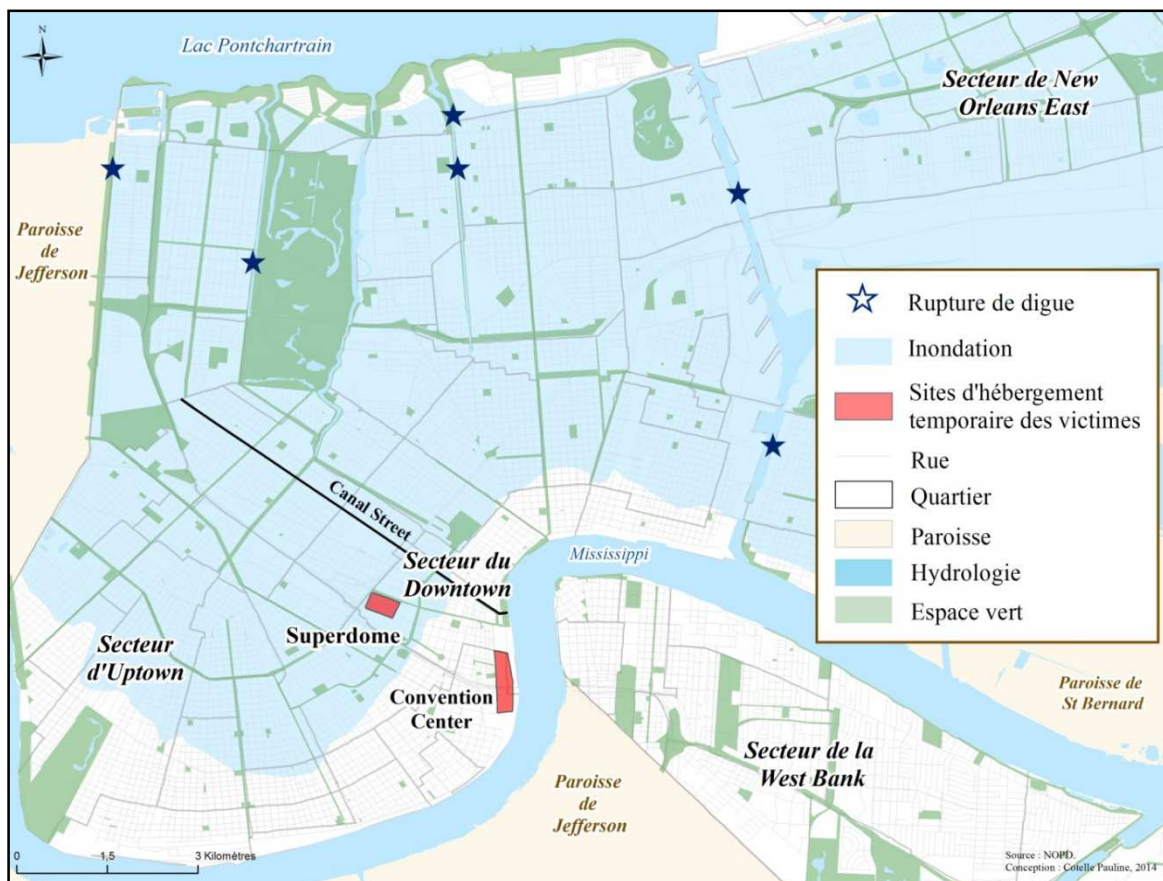 N
Lac Pontchartrain
Secteur de New
Orleans East
Paroisse
de
Jefferson
Rupture de digue
Inondation
Sites d'hébergement
temporaire des victimes
Rue
Quartier
Paroisse
Hydrologie
Espace vert
Canal Street
Mississippi
Secteur du
Downtown
Superdome
Secteur
d'Uptown
Convention
Center
Paroisse de
St Bernard
Secteur de la
West Bank
Paroisse
de
Jefferson
0 1,5 3 Kilomètres
Source : NOPD.
Conception : Cotelle Pauline, 2014